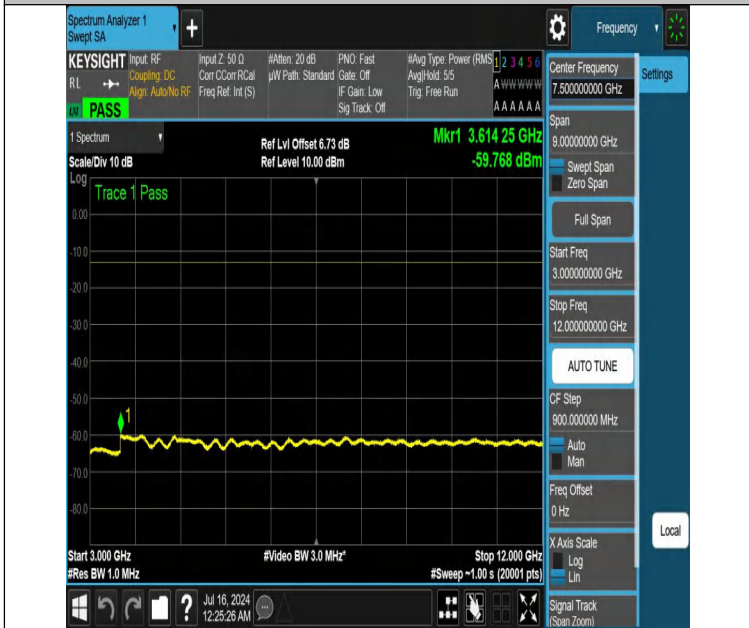 Spectrum Analyzer 1
Swept SA
+
Frequency
KEYSIGHT
RL
LXI
PASS
Input: RF
Coupling: DC
Align: Auto/No RF
Input Z: 50 Ω
Corr CCorr RCal
Freq Ref: Int (S)
#Atten: 20 dB
µW Path: Standard
PNO: Fast
Gate: Off
IF Gain: Low
Sig Track: Off
#Avg Type: Power (RMS
Avg|Hold: 5/5
Trig: Free Run
1 2 3 4 5 6
A W W W W W
A A A A A A
1 Spectrum
Scale/Div 10 dB
Ref Lvl Offset 6.73 dB
Ref Level 10.00 dBm
Mkr1 3.614 25 GHz
-59.768 dBm
Log
Trace 1 Pass
0.00
-10.0
-20.0
-30.0
-40.0
-50.0
-60.0
-70.0
-80.0
1
Start 3.000 GHz
#Res BW 1.0 MHz
#Video BW 3.0 MHz*
Stop 12.000 GHz
#Sweep ~1.00 s (20001 pts)
?
Jul 16, 2024
12:25:26 AM
Center Frequency
7.500000000 GHz
Settings
Span
9.00000000 GHz
Swept Span
Zero Span
Full Span
Start Freq
3.000000000 GHz
Stop Freq
12.000000000 GHz
AUTO TUNE
CF Step
900.000000 MHz
Auto
Man
Freq Offset
0 Hz
X Axis Scale
Log
Lin
Local
Signal Track
(Span Zoom)